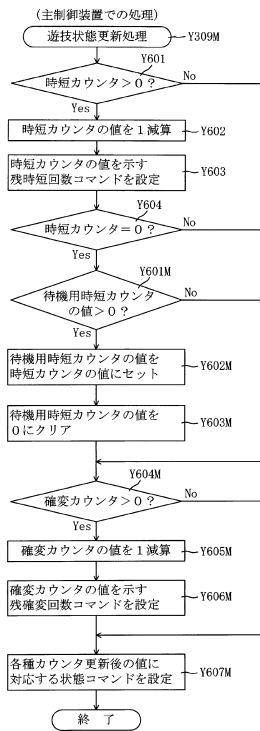 (主制御装置での処理)
遊技状態更新処理
Y309M
Y601
時短カウンタ>0?
No
Yes
時短カウンタの値を1減算
Y602
時短カウンタの値を示す
残時短回数コマンドを設定
Y603
Y604
時短カウンタ=0?
No
Yes
Y601M
待機用時短カウンタ
の値>0?
No
Yes
待機用時短カウンタの値を
時短カウンタの値にセット
Y602M
待機用時短カウンタの値を
0にクリア
Y603M
Y604M
確変カウンタ>0?
No
Yes
確変カウンタの値を1減算
Y605M
確変カウンタの値を示す
残確変回数コマンドを設定
Y606M
各種カウンタ更新後の値に
対応する状態コマンドを設定
Y607M
終 了